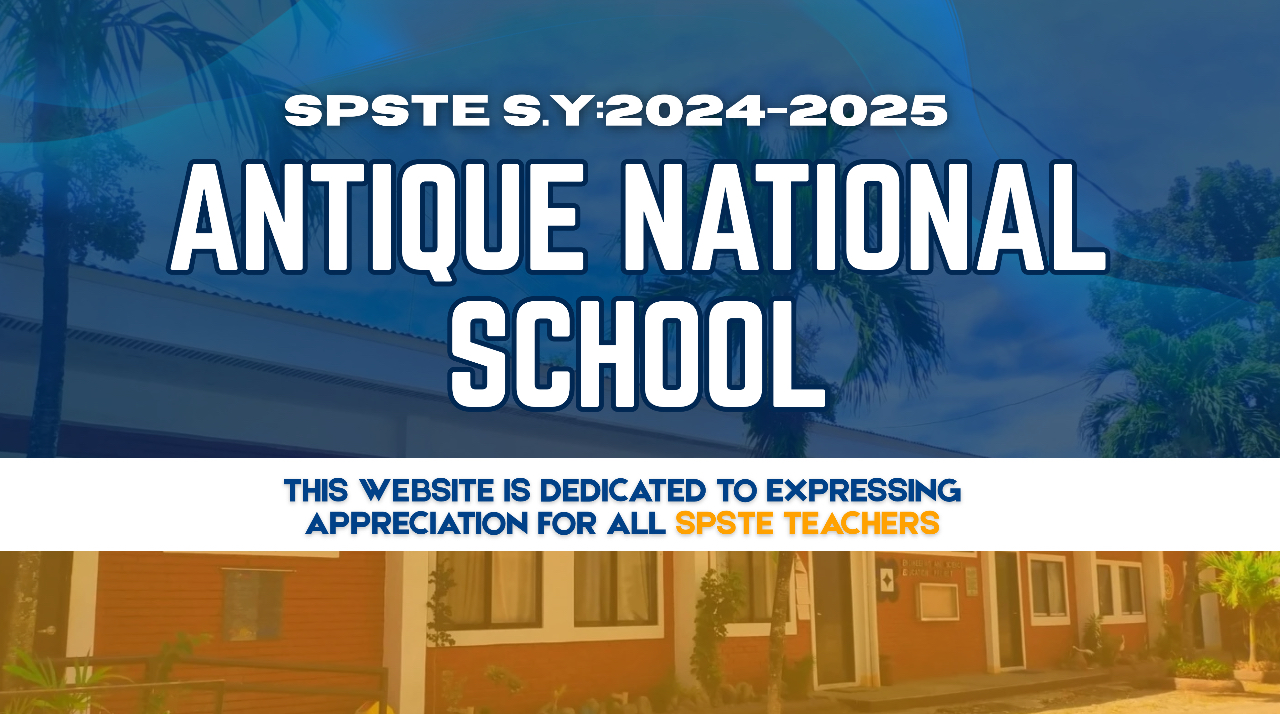 SPSTE S.Y:2024-2025
ANTIQUE NATIONAL
SCHOOL
THIS WEBSITE IS DEDICATED TO EXPRESSING
APPRECIATION FOR ALL SPSTE TEACHERS